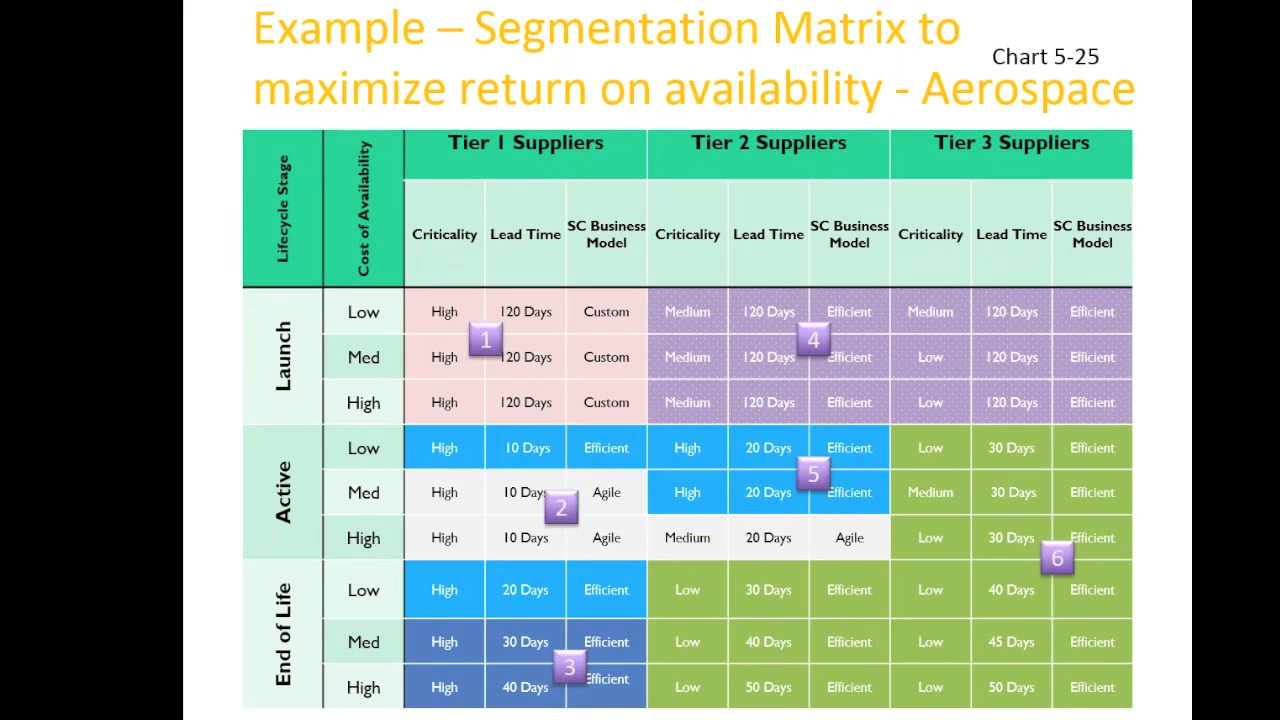 Example – Segmentation Matrix to
maximize return on availability - Aerospace
Chart 5-25
Lifecycle Stage
Cost of Availability
Tier 1 Suppliers
Tier 2 Suppliers
Tier 3 Suppliers
Criticality Lead Time SC Business Model Criticality Lead Time SC Business Model Criticality Lead Time SC Business Model
Launch
Low High 120 Days Custom Medium 120 Days Efficient Medium 120 Days Efficient
1
4
Med High 120 Days Custom Medium 120 Days Efficient Low 120 Days Efficient
High High 120 Days Custom Medium 120 Days Efficient Low 120 Days Efficient
Active
Low High 10 Days Efficient High 20 Days Efficient Low 30 Days Efficient
5
Med High 10 Days Agile High 20 Days Efficient Medium 30 Days Efficient
2
High High 10 Days Agile Medium 20 Days Agile Low 30 Days Efficient
6
End of Life
Low High 20 Days Efficient Low 30 Days Efficient Low 40 Days Efficient
Med High 30 Days Efficient Low 40 Days Efficient Low 45 Days Efficient
3
High High 40 Days Efficient Low 50 Days Efficient Low 50 Days Efficient